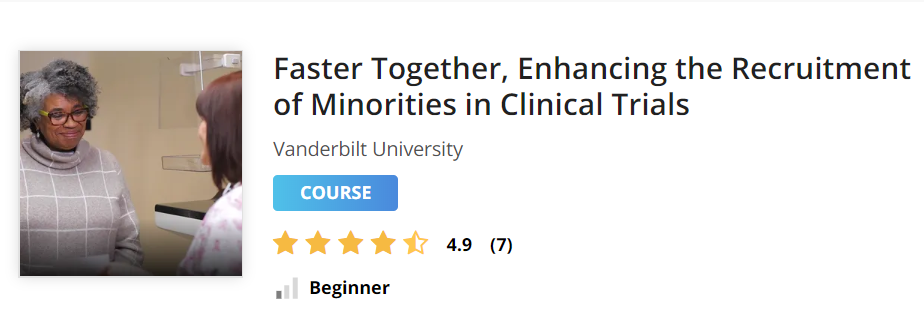 Faster Together, Enhancing the Recruitment
of Minorities in Clinical Trials
Vanderbilt University
COURSE
4.9 (7)
Beginner